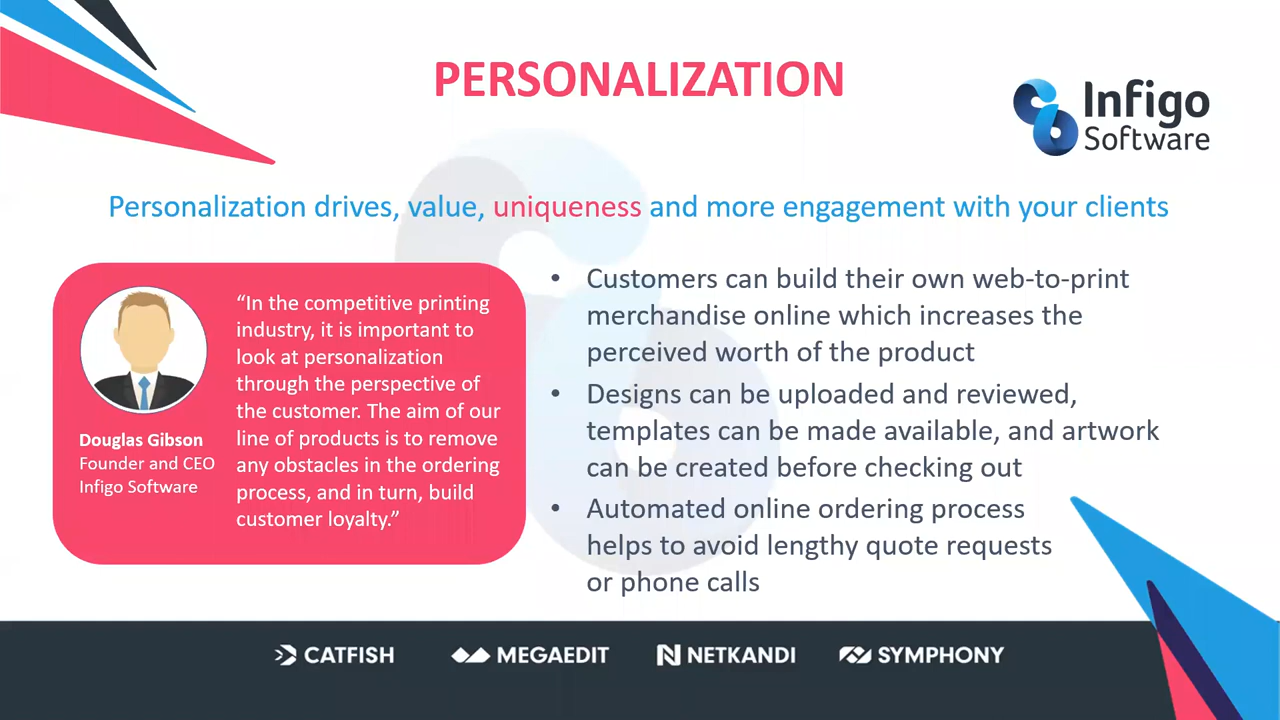 PERSONALIZATION
Infigo
Software
Personalization drives, value, uniqueness and more engagement with your clients
“In the competitive printing
industry, it is important to
look at personalization
through the perspective of
the customer. The aim of our
line of products is to remove
any obstacles in the ordering
process, and in turn, build
customer loyalty.”
Douglas Gibson
Founder and CEO
Infigo Software
• Customers can build their own web-to-print
merchandise online which increases the
perceived worth of the product
• Designs can be uploaded and reviewed,
templates can be made available, and artwork
can be created before checking out
• Automated online ordering process
helps to avoid lengthy quote requests
or phone calls
CATFISH MEGAEDIT NETKANDI SYMPHONY